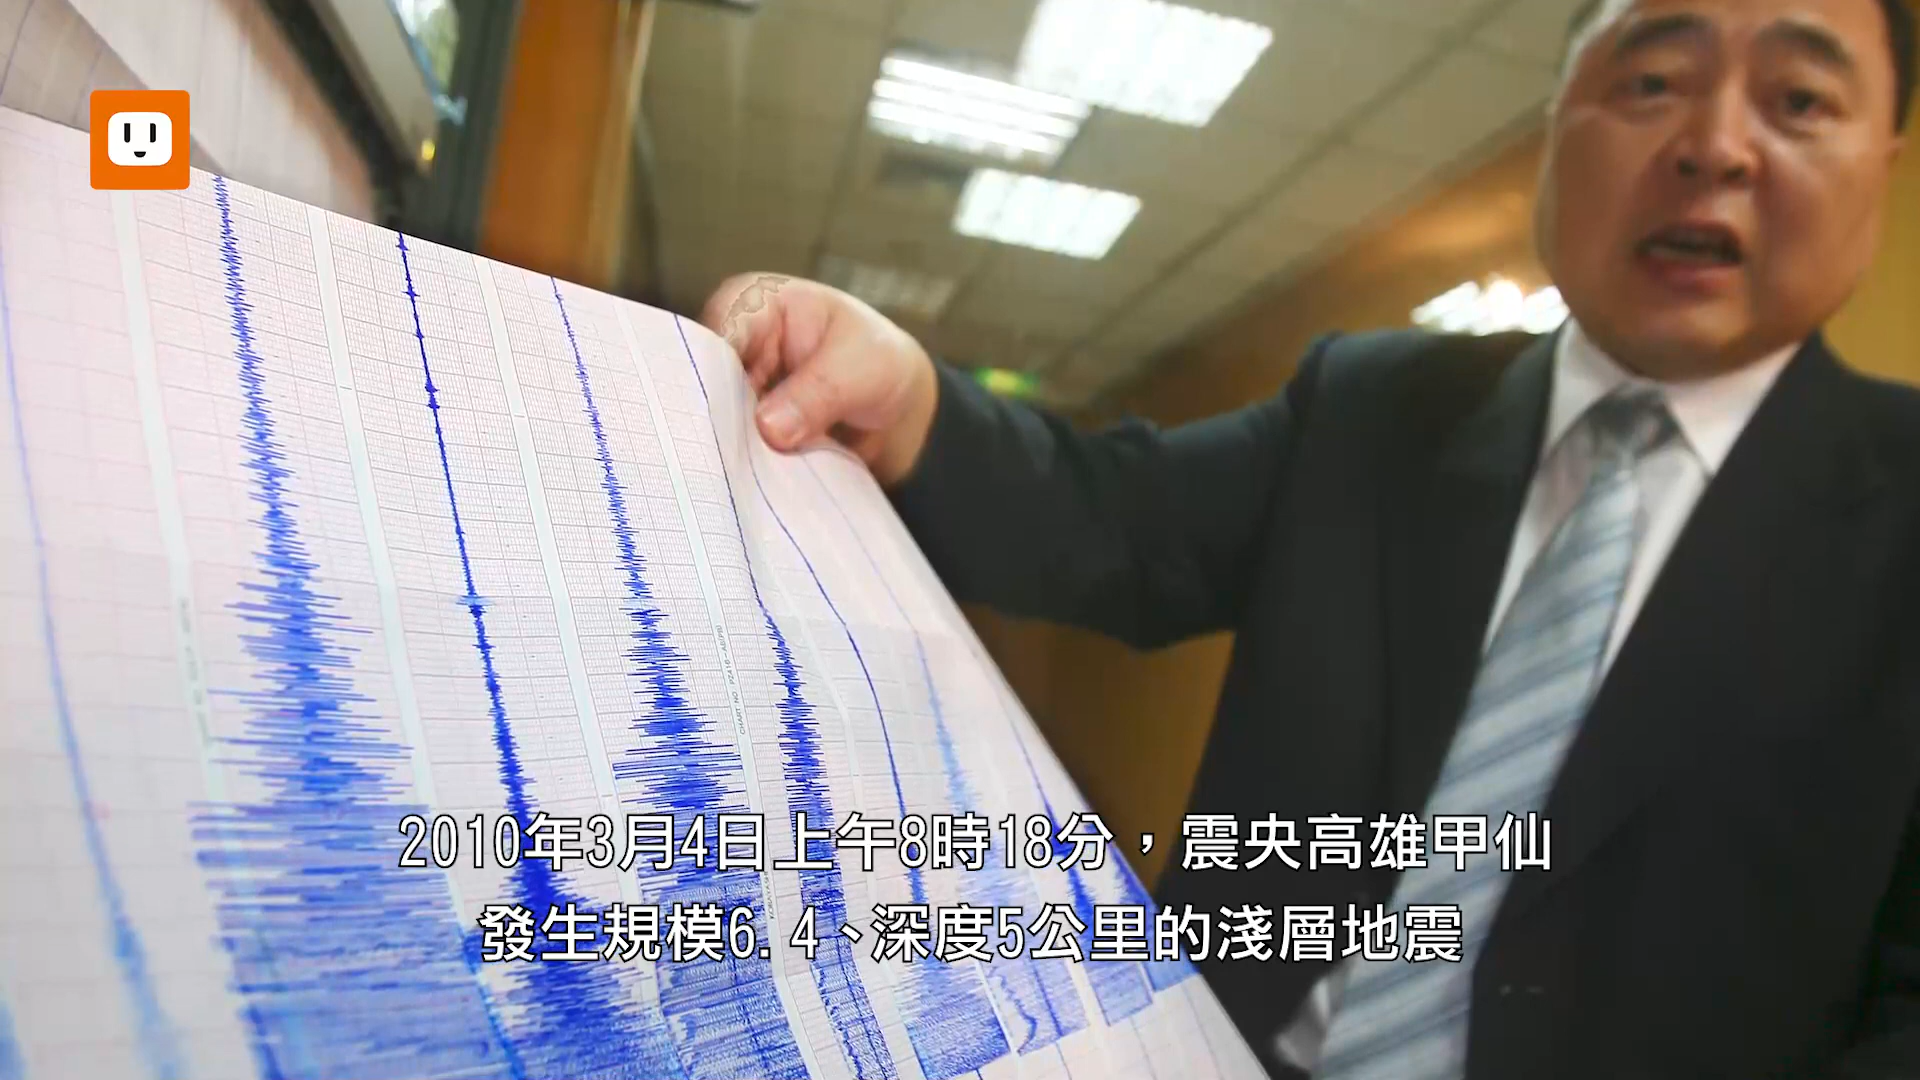 2010年3月4日上午8時18分，震央高雄甲仙
發生規模6.4、深度5公里的淺層地震
CHART NO